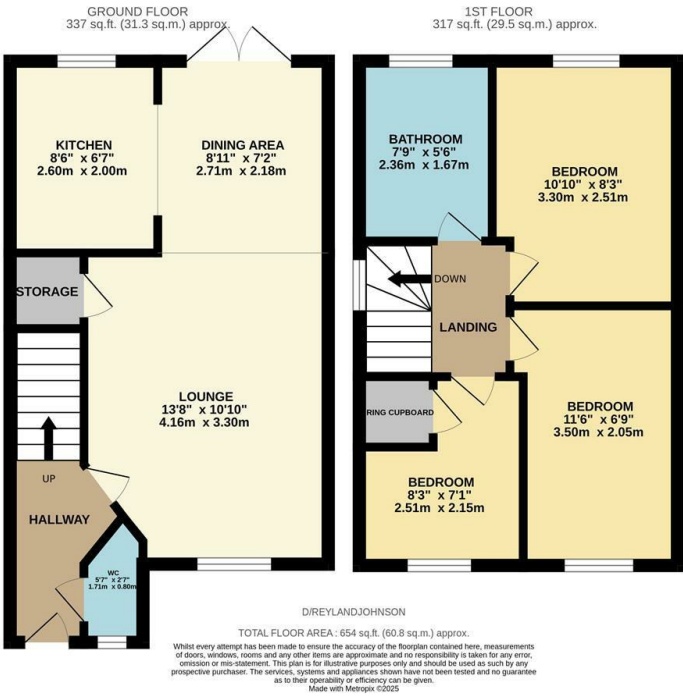 GROUND FLOOR
337 sq.ft. (31.3 sq.m.) approx.
1ST FLOOR
317 sq.ft. (29.5 sq.m.) approx.
KITCHEN
8'6" x 6'7"
2.60m x 2.00m
DINING AREA
8'11" x 7'2"
2.71m x 2.18m
STORAGE
LOUNGE
13'8" x 10'10"
4.16m x 3.30m
UP
HALLWAY
WC
5'7" x 2'7"
1.71m x 0.80m
BATHROOM
7'9" x 5'6"
2.36m x 1.67m
BEDROOM
10'10" x 8'3"
3.30m x 2.51m
DOWN
LANDING
RING CUPBOARD
BEDROOM
11'6" x 6'9"
3.50m x 2.05m
BEDROOM
8'3" x 7'1"
2.51m x 2.15m
D/REYLANDJOHNSON
TOTAL FLOOR AREA : 654 sq.ft. (60.8 sq.m.) approx.
Whilst every attempt has been made to ensure the accuracy of the floorplan contained here, measurements
of doors, windows, rooms and any other items are approximate and no responsibility is taken for any error,
omission or mis-statement. This plan is for illustrative purposes only and should be used as such by any
prospective purchaser. The services, systems and appliances shown have not been tested and no guarantee
as to their operability or efficiency can be given.
Made with Metropix ©2025